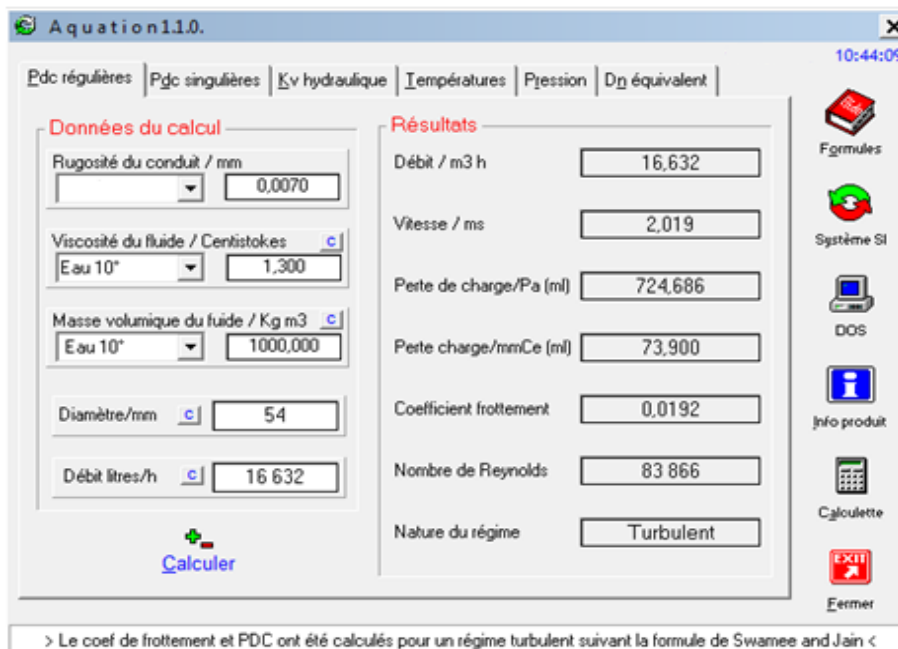 Aquation1.1.0.
10:44:09
Pdc régulières Pdc singulières Kv hydraulique Températures Pression Dn équivalent
Données du calcul
Rugosité du conduit / mm
0,0070
Viscosité du fluide / Centistokes c
Eau 10° 1,300
Masse volumique du fuide / Kg m3 c
Eau 10° 1000,000
Diamètre/mm c 54
Débit litres/h c 16 632
Calculer
Résultats
Débit / m3 h 16,632
Vitesse / ms 2,019
Perte de charge/Pa (ml) 724,686
Perte charge/mmCe (ml) 73,900
Coefficient frottement 0,0192
Nombre de Reynolds 83 866
Nature du régime Turbulent
Formules
Système SI
DOS
Info produit
Calculette
EXIT
Fermer
> Le coef de frottement et PDC ont été calculés pour un régime turbulent suivant la formule de Swamee and Jain <